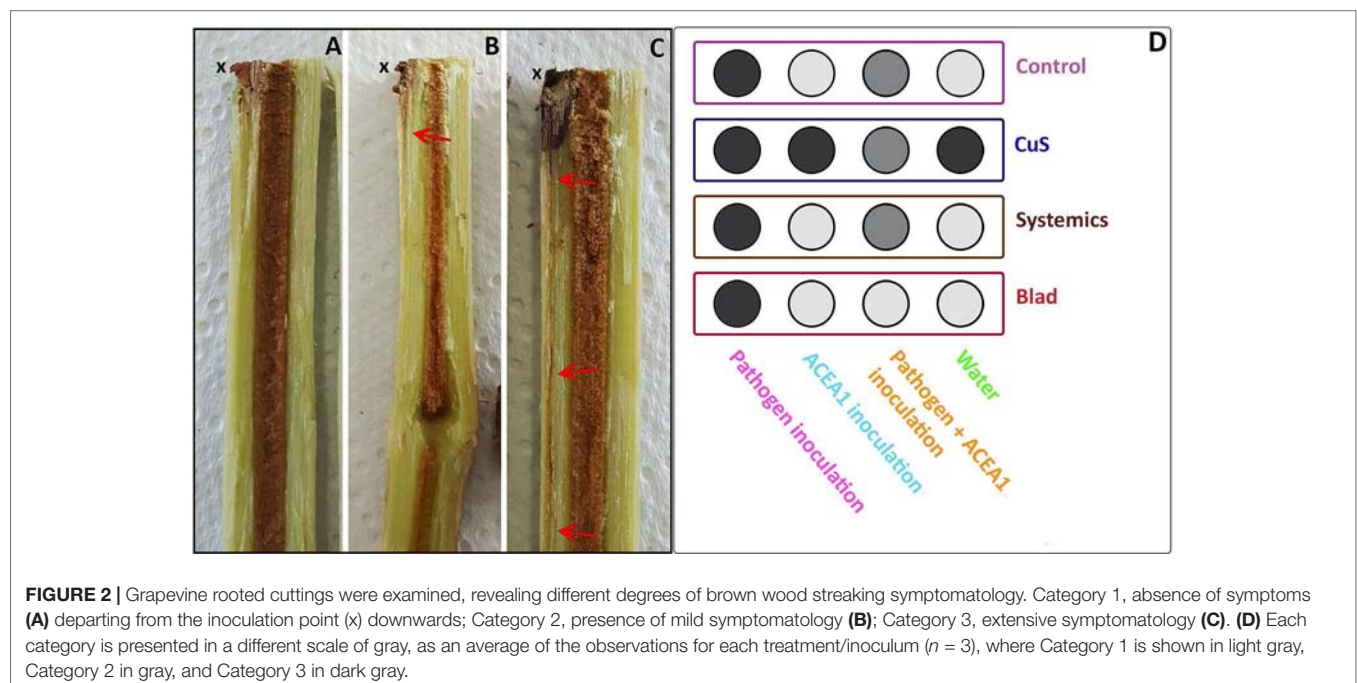 A
B
C
D
x
x
x
Control
CuS
Systemics
Blad
Pathogen inoculation
ACEA1 inoculation
Pathogen + ACEA1
inoculation
Water
FIGURE 2 | Grapevine rooted cuttings were examined, revealing different degrees of brown wood streaking symptomatology. Category 1, absence of symptoms
(A) departing from the inoculation point (x) downwards; Category 2, presence of mild symptomatology (B); Category 3, extensive symptomatology (C). (D) Each
category is presented in a different scale of gray, as an average of the observations for each treatment/inoculum (n = 3), where Category 1 is shown in light gray,
Category 2 in gray, and Category 3 in dark gray.